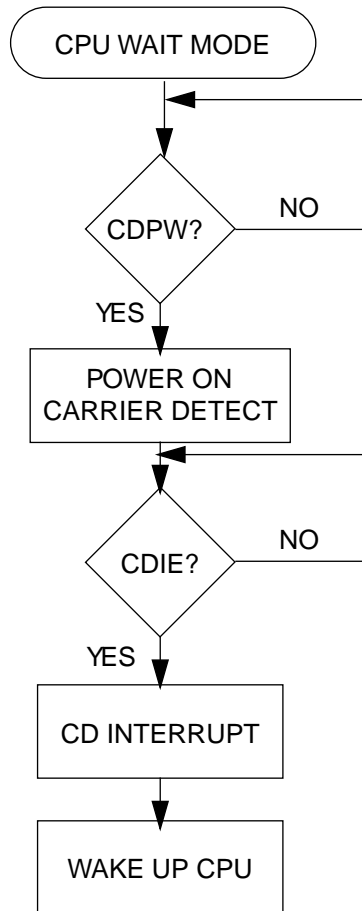 CPU WAIT MODE
CDPW?
NO
YES
POWER ON
CARRIER DETECT
CDIE?
NO
YES
CD INTERRUPT
WAKE UP CPU